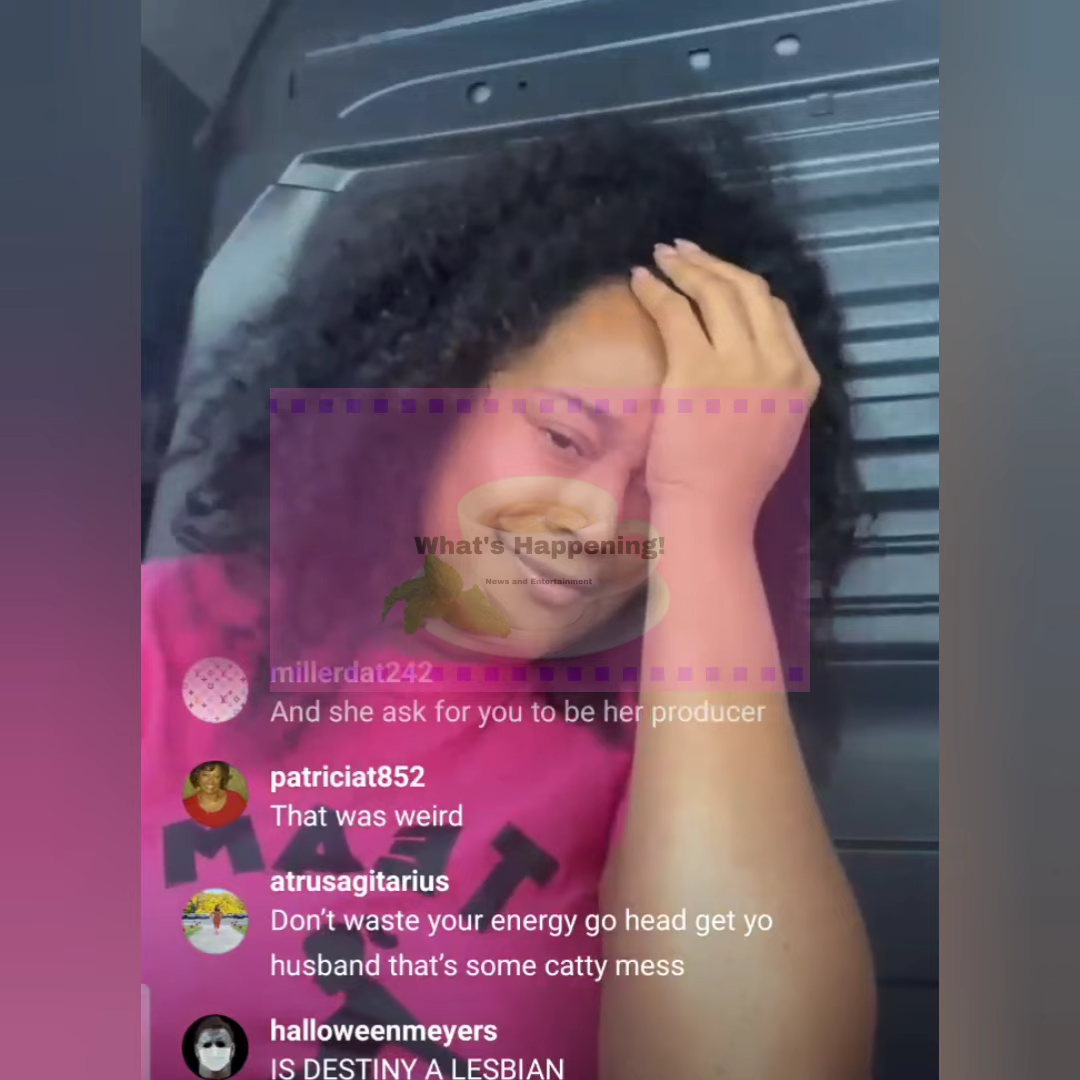 What's Happening!
News and Entertainment
millerdat242
And she ask for you to be her producer
patriciat852
That was weird
atrusagitarius
Don't waste your energy go head get yo
husband that's some catty mess
halloweenmeyers
IS DESTINY A LESBIAN